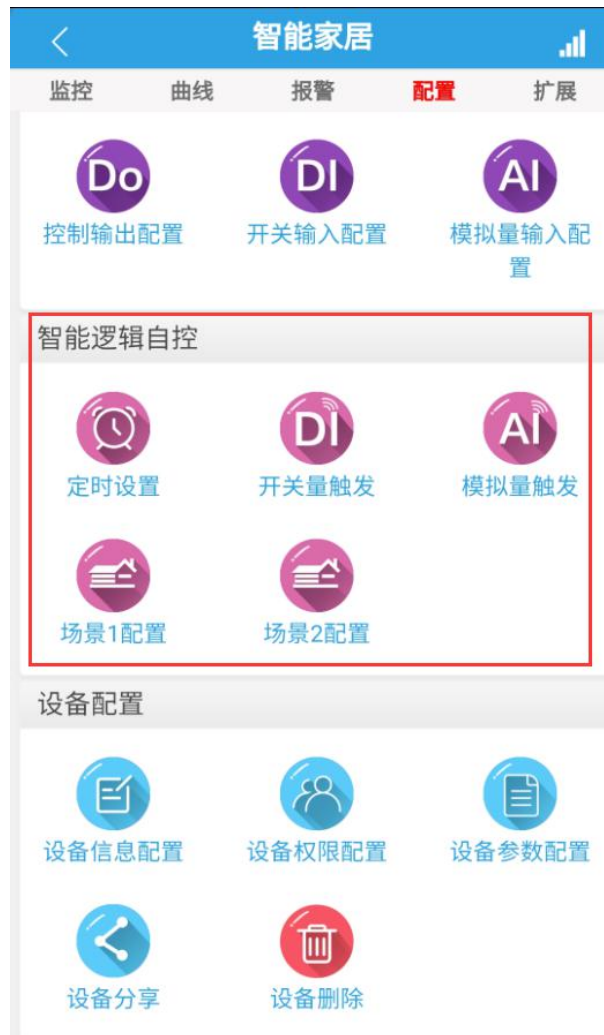 智能家居
监控 曲线 报警 配置 扩展
Do DI AI
控制输出配置 开关输入配置 模拟量输入配
置
智能逻辑自控
DI AI
定时设置 开关量触发 模拟量触发
场景1配置 场景2配置
设备配置
设备信息配置 设备权限配置 设备参数配置
设备分享 设备删除